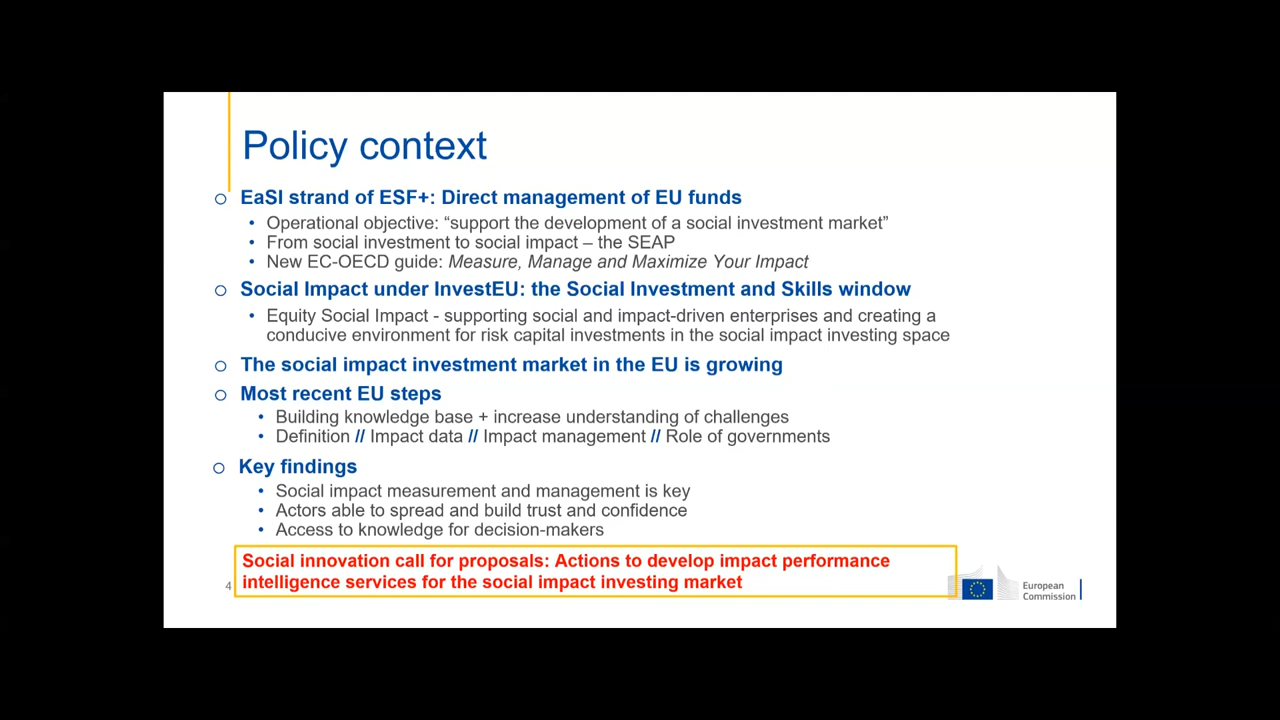 Policy context
EaSI strand of ESF+: Direct management of EU funds
• Operational objective: “support the development of a social investment market”
• From social investment to social impact – the SEAP
• New EC-OECD guide: Measure, Manage and Maximize Your Impact
Social Impact under InvestEU: the Social Investment and Skills window
• Equity Social Impact - supporting social and impact-driven enterprises and creating a
conducive environment for risk capital investments in the social impact investing space
The social impact investment market in the EU is growing
Most recent EU steps
• Building knowledge base + increase understanding of challenges
• Definition // Impact data // Impact management // Role of governments
Key findings
• Social impact measurement and management is key
• Actors able to spread and build trust and confidence
• Access to knowledge for decision-makers
Social innovation call for proposals: Actions to develop impact performance
intelligence services for the social impact investing market
4
European
Commission